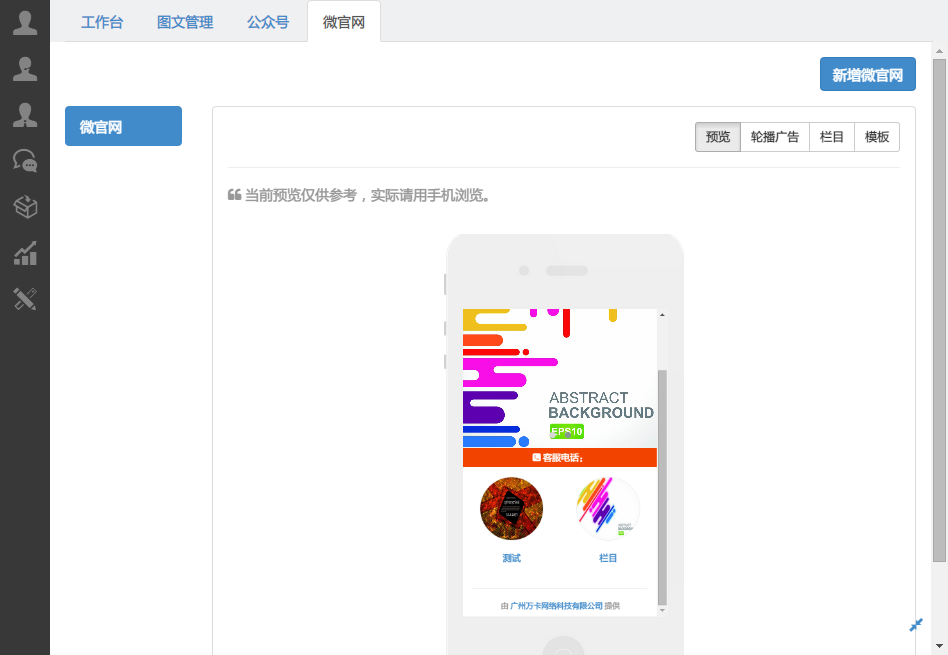 工作台 图文管理 公众号 微官网
新增微官网
微官网
预览 轮播广告 栏目 模板
当前预览仅供参考，实际请用手机浏览。
ABSTRACT
BACKGROUND
EPS10
客服电话：
测试 栏目
由 广州万卡网络科技有限公司 提供